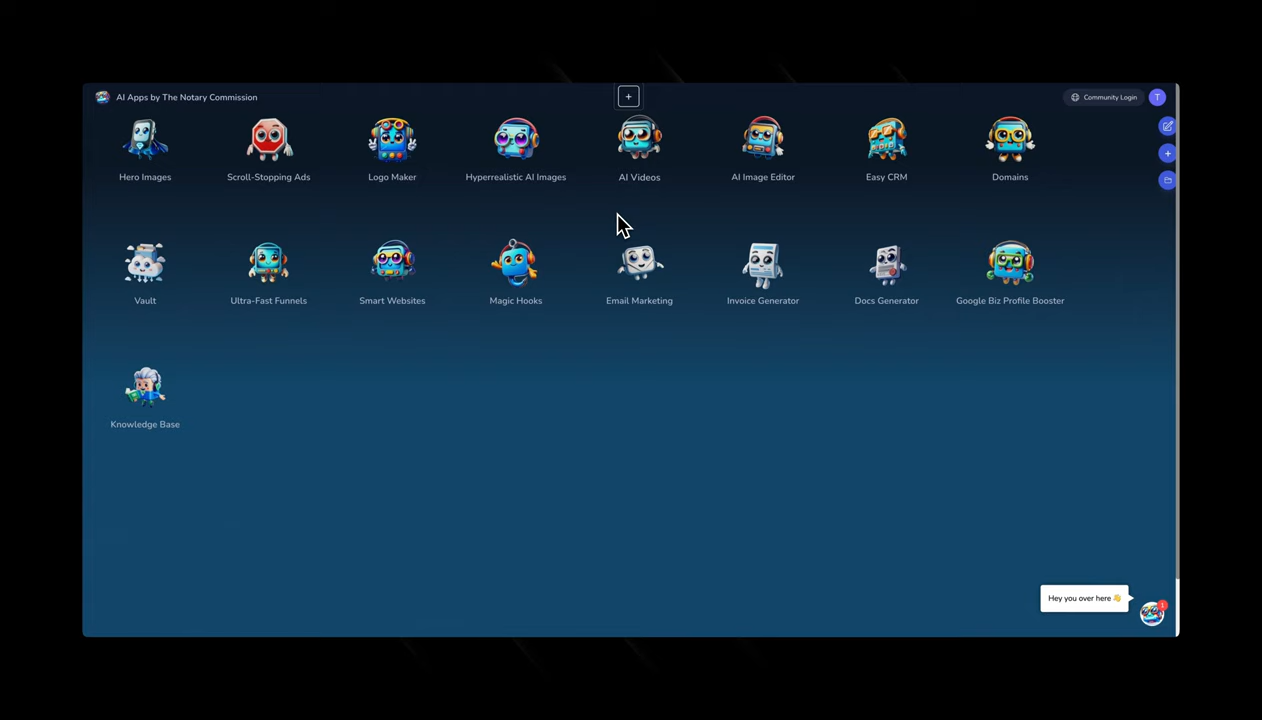 AI Apps by The Notary Commission
+
Community Login
T
Hero Images
Scroll-Stopping Ads
Logo Maker
Hyperrealistic AI Images
AI Videos
AI Image Editor
Easy CRM
Domains
Vault
Ultra-Fast Funnels
Smart Websites
Magic Hooks
Email Marketing
Invoice Generator
Docs Generator
Google Biz Profile Booster
Knowledge Base
Hey you over here 👋
1